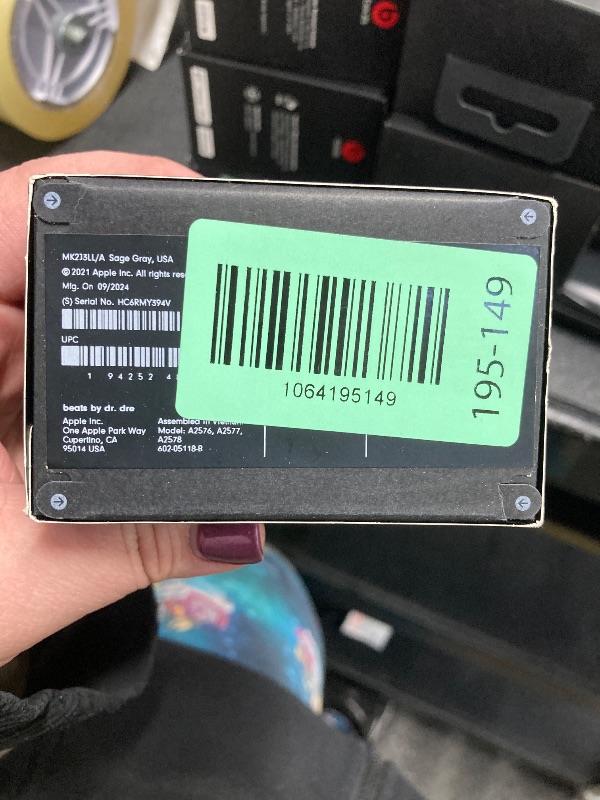 MK2J3LL/A Sage Gray, USA
©2021 Apple Inc. All rights
Mfg. On 09/2024
(S) Serial No. HC6RMY394V
UPC
1 94252 4
beats by dr. dre
Apple Inc.
One Apple Park Way
Cupertino, CA
95014 USA
Assembled in Vietnam
Model: A2576, A2577,
A2578
602-05118-B
1064195149
195-149